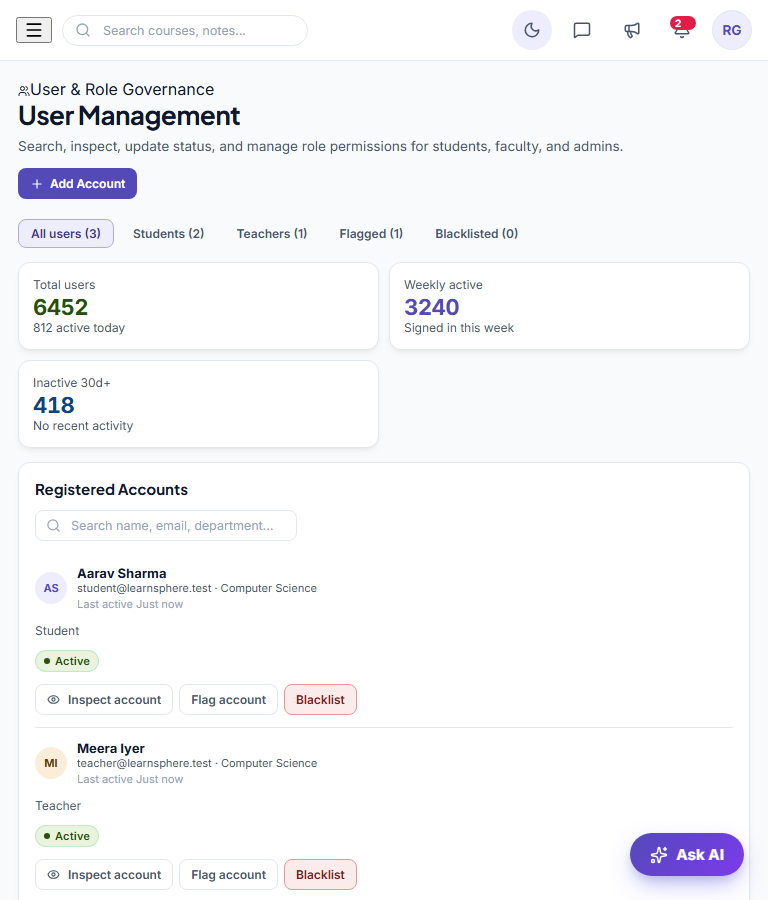 Search courses, notes...
2
RG
User & Role Governance
User Management
Search, inspect, update status, and manage role permissions for students, faculty, and admins.
Add Account
All users (3)
Students (2)
Teachers (1)
Flagged (1)
Blacklisted (0)
Total users
6452
812 active today
Weekly active
3240
Signed in this week
Inactive 30d+
418
No recent activity
Registered Accounts
Search name, email, department...
AS
Aarav Sharma
student@learnsphere.test · Computer Science
Last active Just now
Student
Active
Inspect account
Flag account
Blacklist
MI
Meera Iyer
teacher@learnsphere.test · Computer Science
Last active Just now
Teacher
Active
Inspect account
Flag account
Blacklist
Ask AI